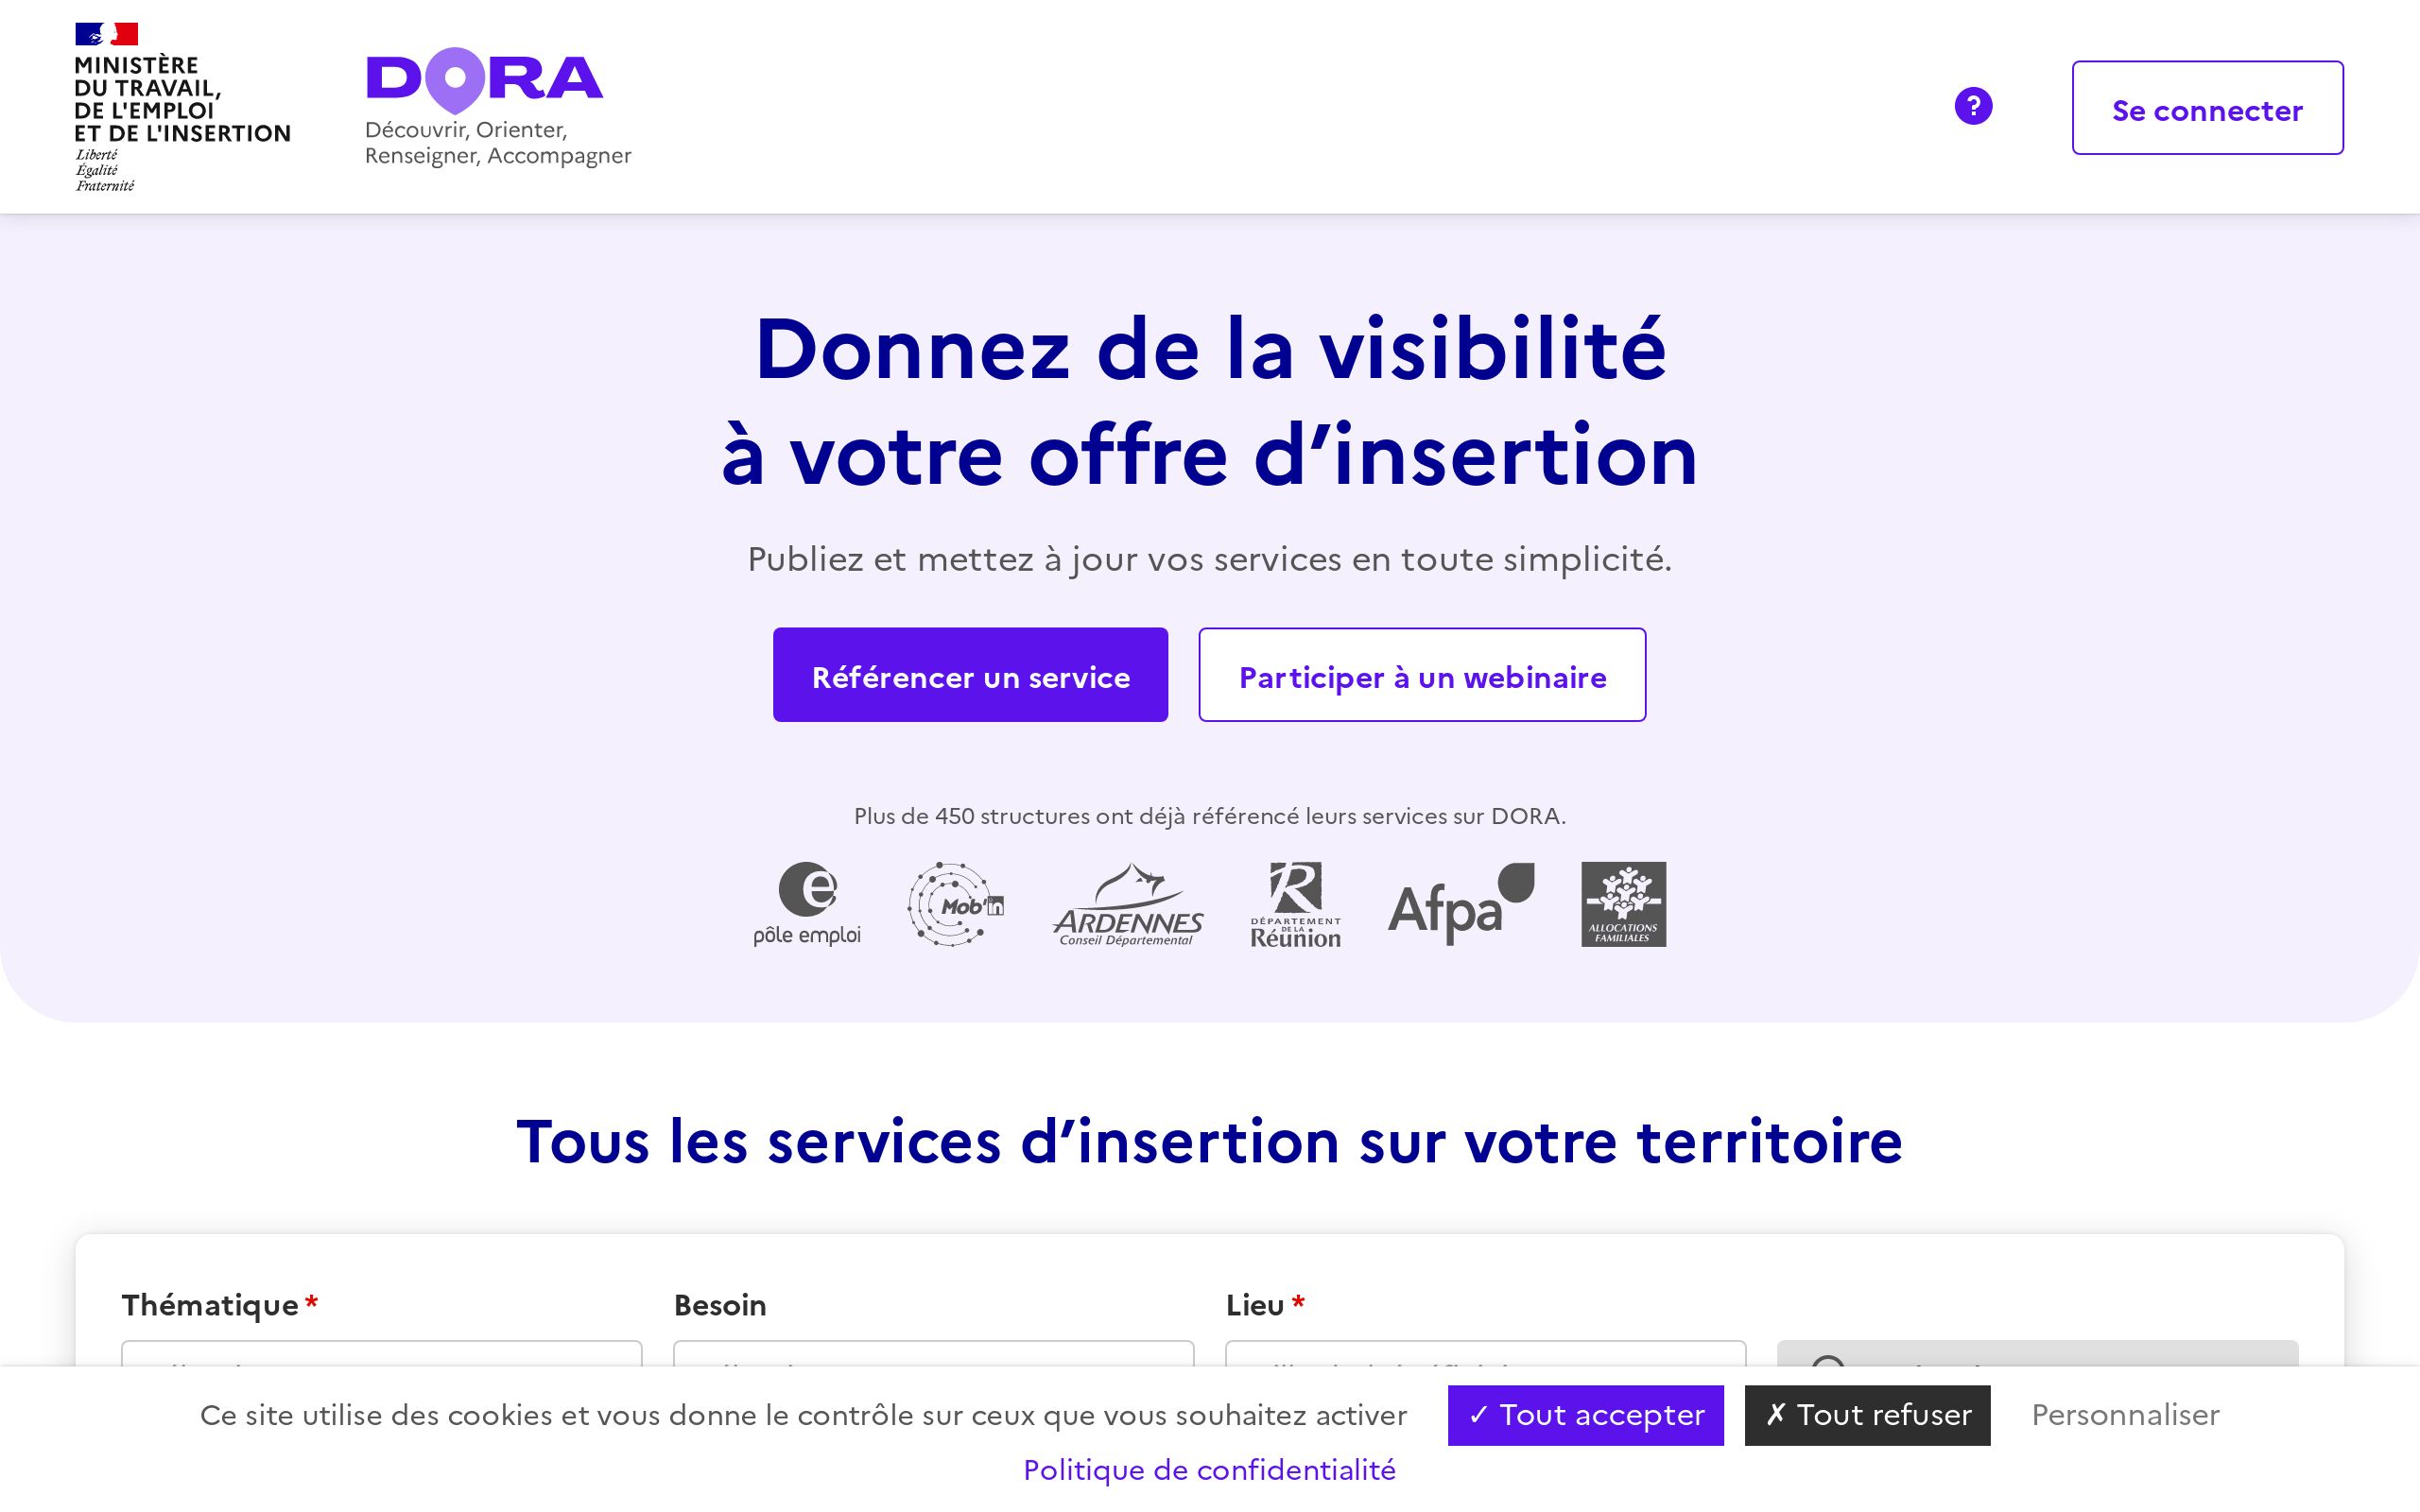 MINISTÈRE
DU TRAVAIL,
DE L'EMPLOI
ET DE L'INSERTION
Liberté
Égalité
Fraternité
DORA
Découvrir, Orienter,
Renseigner, Accompagner
?
Se connecter
Donnez de la visibilité
à votre offre d’insertion
Publiez et mettez à jour vos services en toute simplicité.
Référencer un service
Participer à un webinaire
Plus de 450 structures ont déjà référencé leurs services sur DORA.
e
pôle emploi
Mob'in
ARDENNES
Conseil Départemental
R
DÉPARTEMENT
DE LA
Réunion
Afpa
ALLOCATIONS
FAMILIALES
Tous les services d’insertion sur votre territoire
Thématique *
Besoin
Lieu *
Ce site utilise des cookies et vous donne le contrôle sur ceux que vous souhaitez activer
✓ Tout accepter
✗ Tout refuser
Personnaliser
Politique de confidentialité